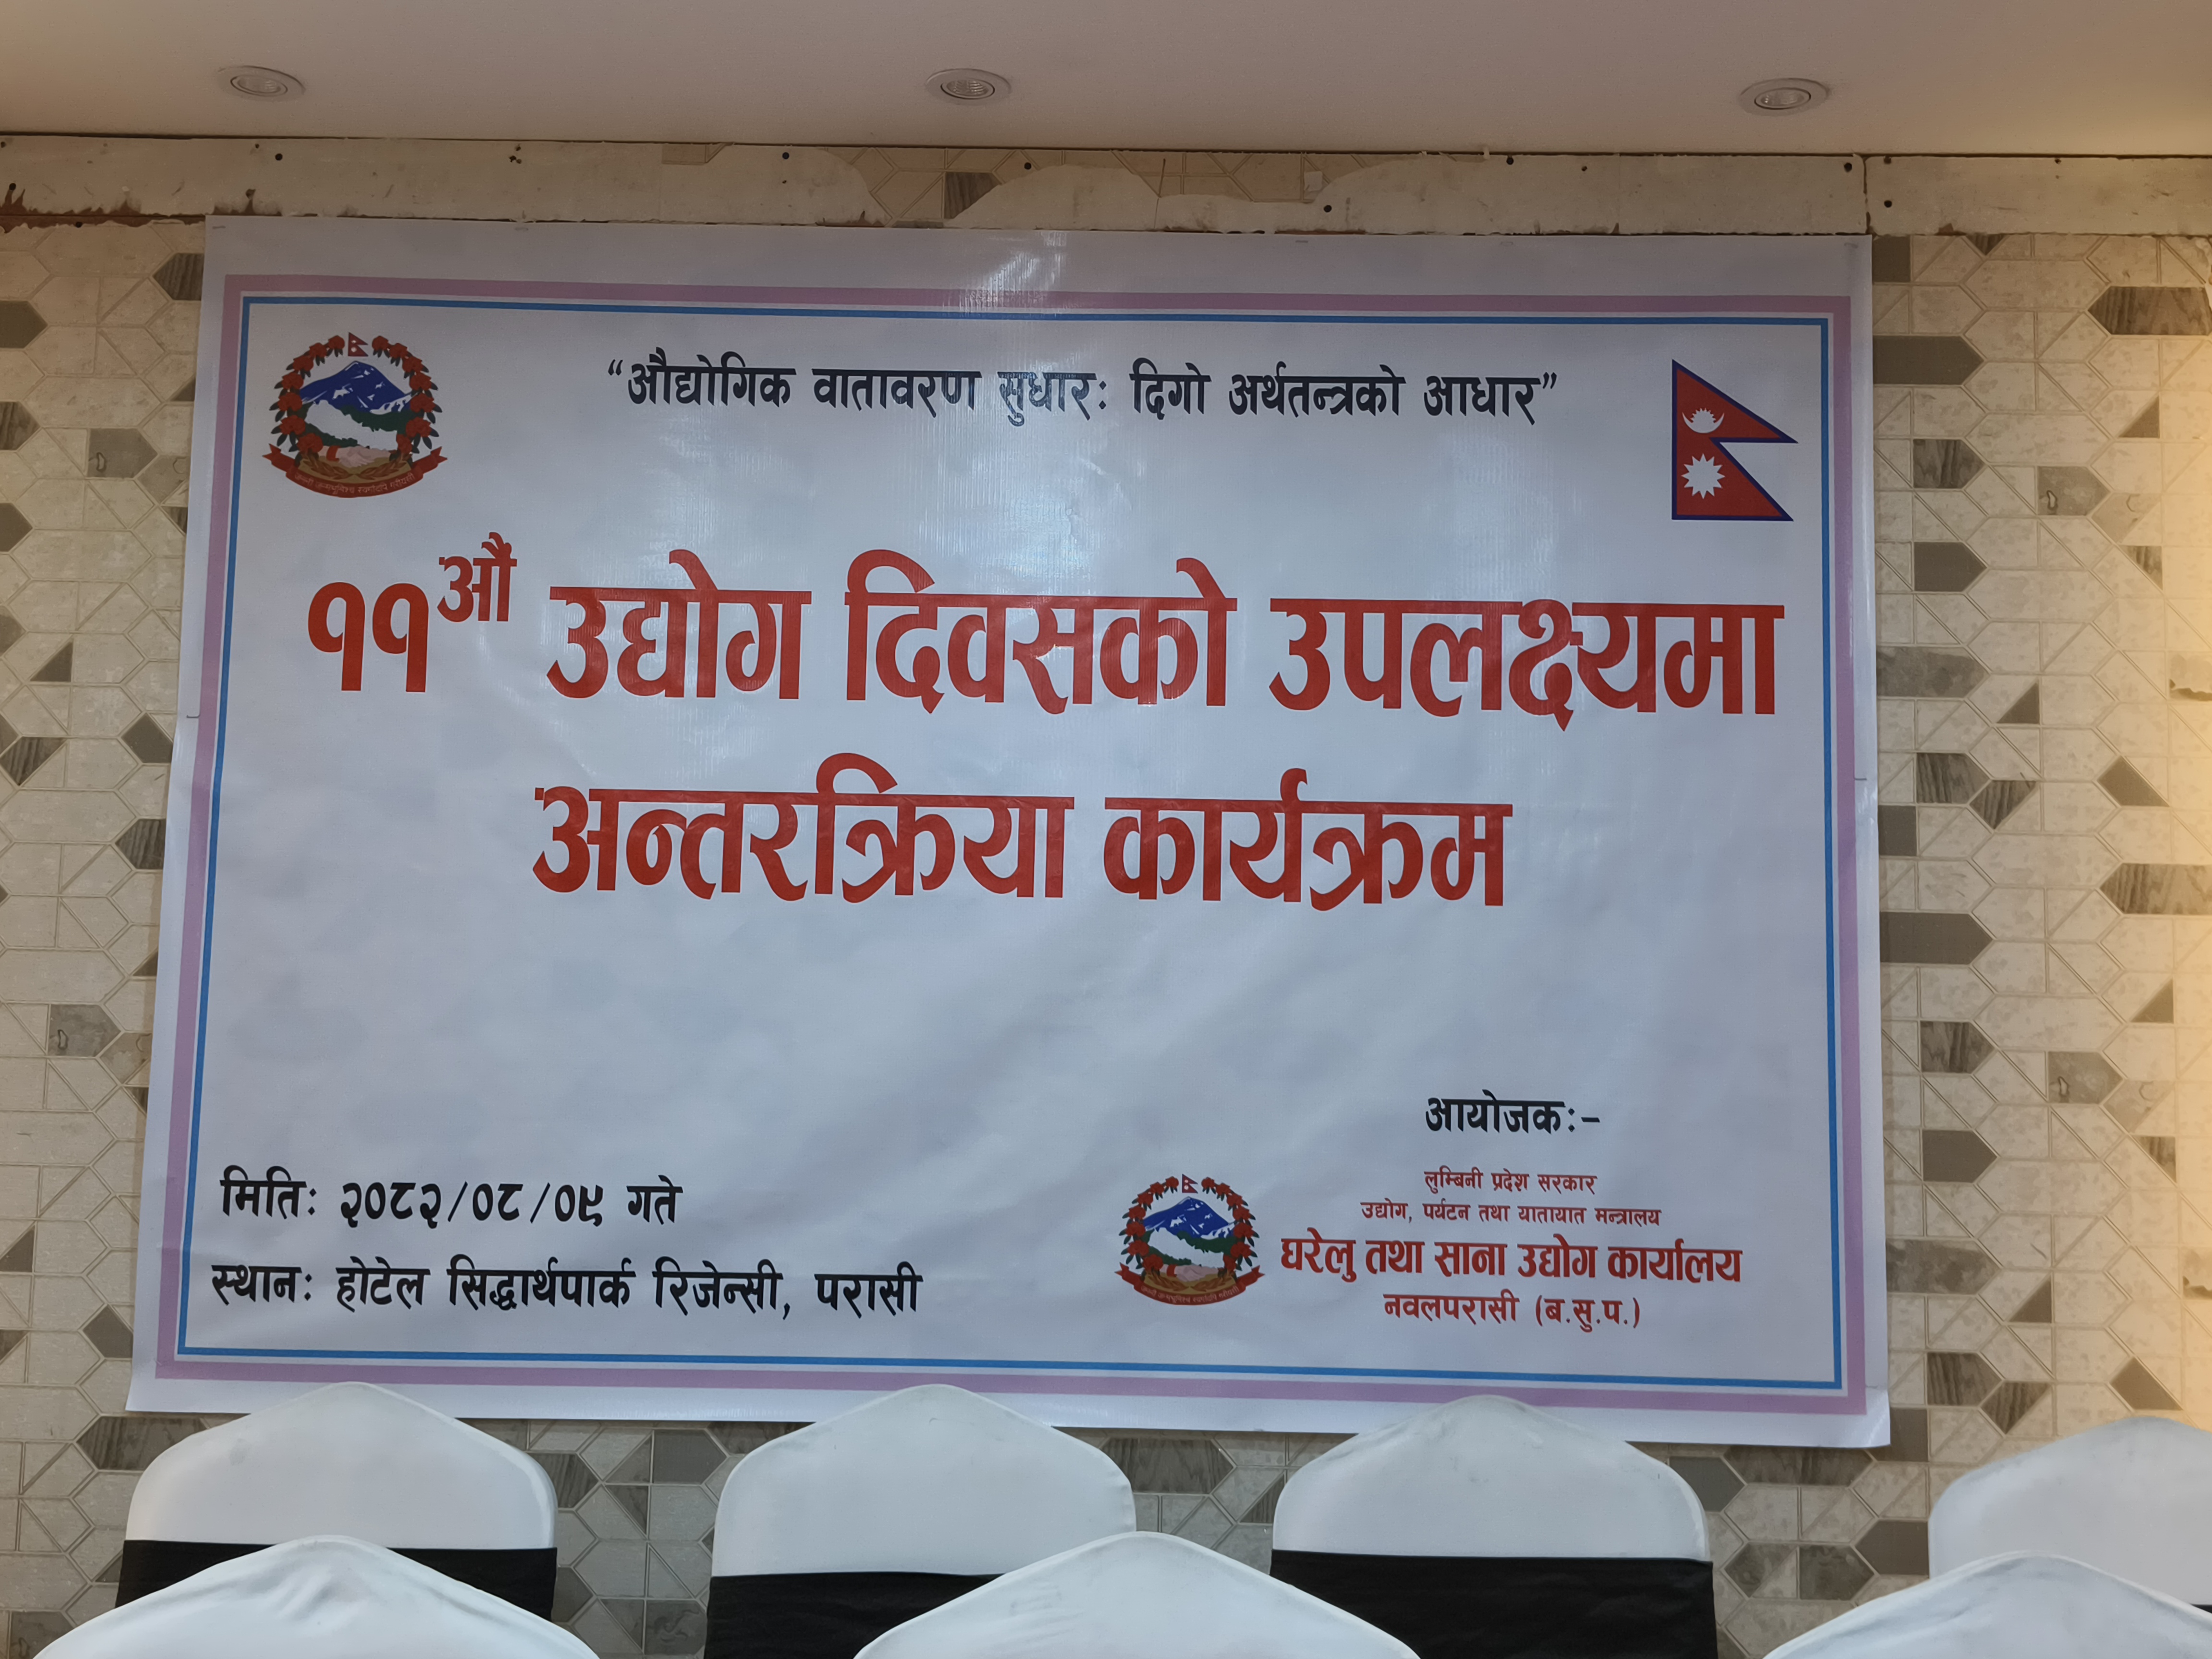 “औद्योगिक वातावरण सुधारः दिगो अर्थतन्त्रको आधार”
११औं उद्योग दिवसको उपलक्ष्यमा
अन्तरक्रिया कार्यक्रम
मितिः २०८२/०८/०९ गते
स्थानः होटेल सिद्धार्थपार्क रिजेन्सी, परासी
आयोजकः-
लुम्बिनी प्रदेश सरकार
उद्योग, पर्यटन तथा यातायात मन्त्रालय
घरेलु तथा साना उद्योग कार्यालय
नवलपरासी (ब.सु.प.)